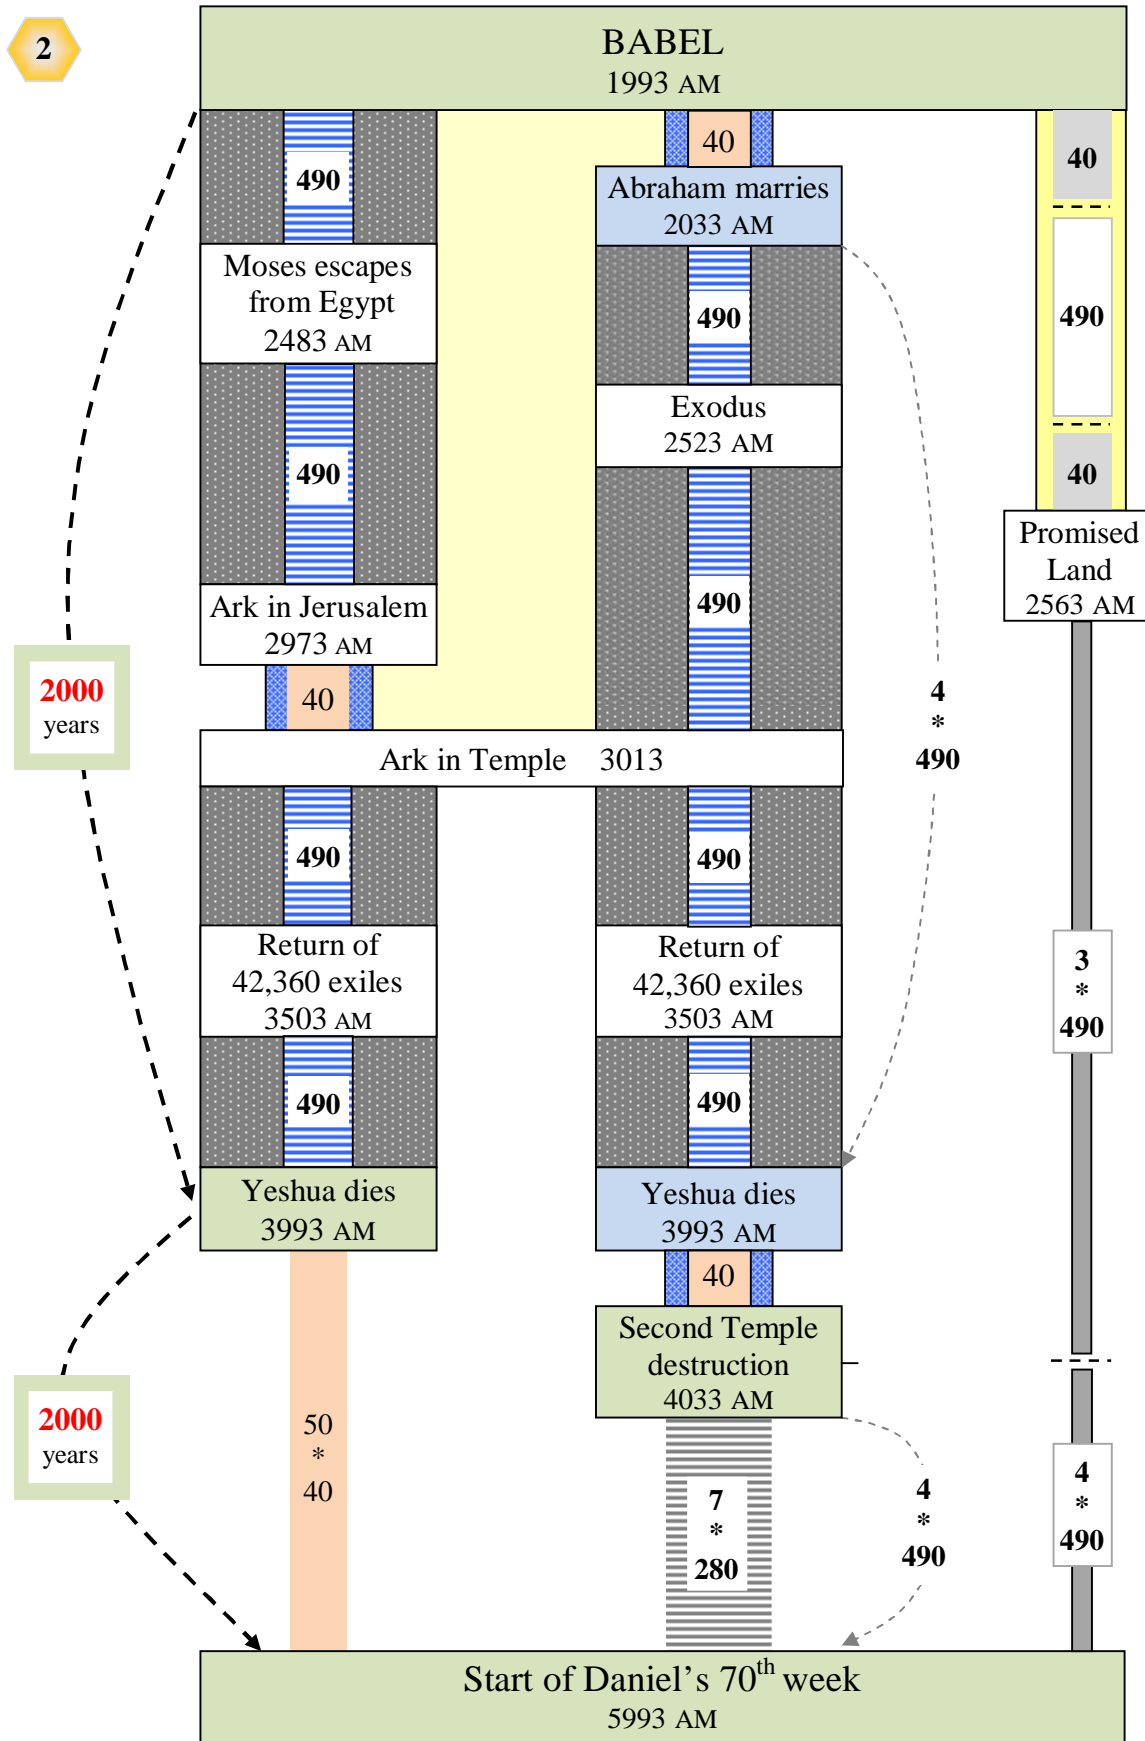 2
BABEL
1993 AM
490
Moses escapes
from Egypt
2483 AM
490
Ark in Jerusalem
2973 AM
40
40
Abraham marries
2033 AM
490
Exodus
2523 AM
490
40
490
40
Promised
Land
2563 AM
2000
years
4
*
490
Ark in Temple 3013
490
Return of
42,360 exiles
3503 AM
490
Yeshua dies
3993 AM
490
Return of
42,360 exiles
3503 AM
490
Yeshua dies
3993 AM
40
Second Temple
destruction
4033 AM
3
*
490
2000
years
50
*
40
7
*
280
4
*
490
4
*
490
Start of Daniel’s 70th week
5993 AM